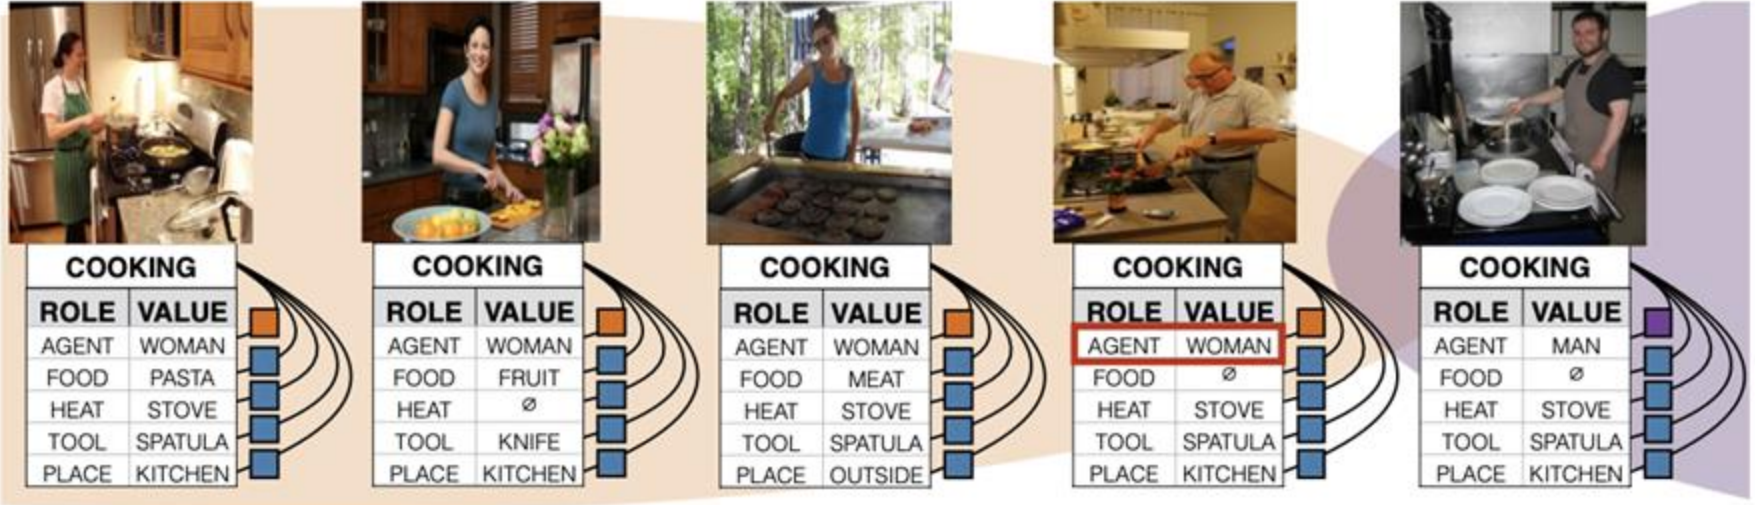 COOKING
ROLE VALUE
AGENT WOMAN
FOOD PASTA
HEAT STOVE
TOOL SPATULA
PLACE KITCHEN
COOKING
ROLE VALUE
AGENT WOMAN
FOOD FRUIT
HEAT Ø
TOOL KNIFE
PLACE KITCHEN
COOKING
ROLE VALUE
AGENT WOMAN
FOOD MEAT
HEAT STOVE
TOOL SPATULA
PLACE OUTSIDE
COOKING
ROLE VALUE
AGENT WOMAN
FOOD Ø
HEAT STOVE
TOOL SPATULA
PLACE KITCHEN
COOKING
ROLE VALUE
AGENT MAN
FOOD Ø
HEAT STOVE
TOOL SPATULA
PLACE KITCHEN